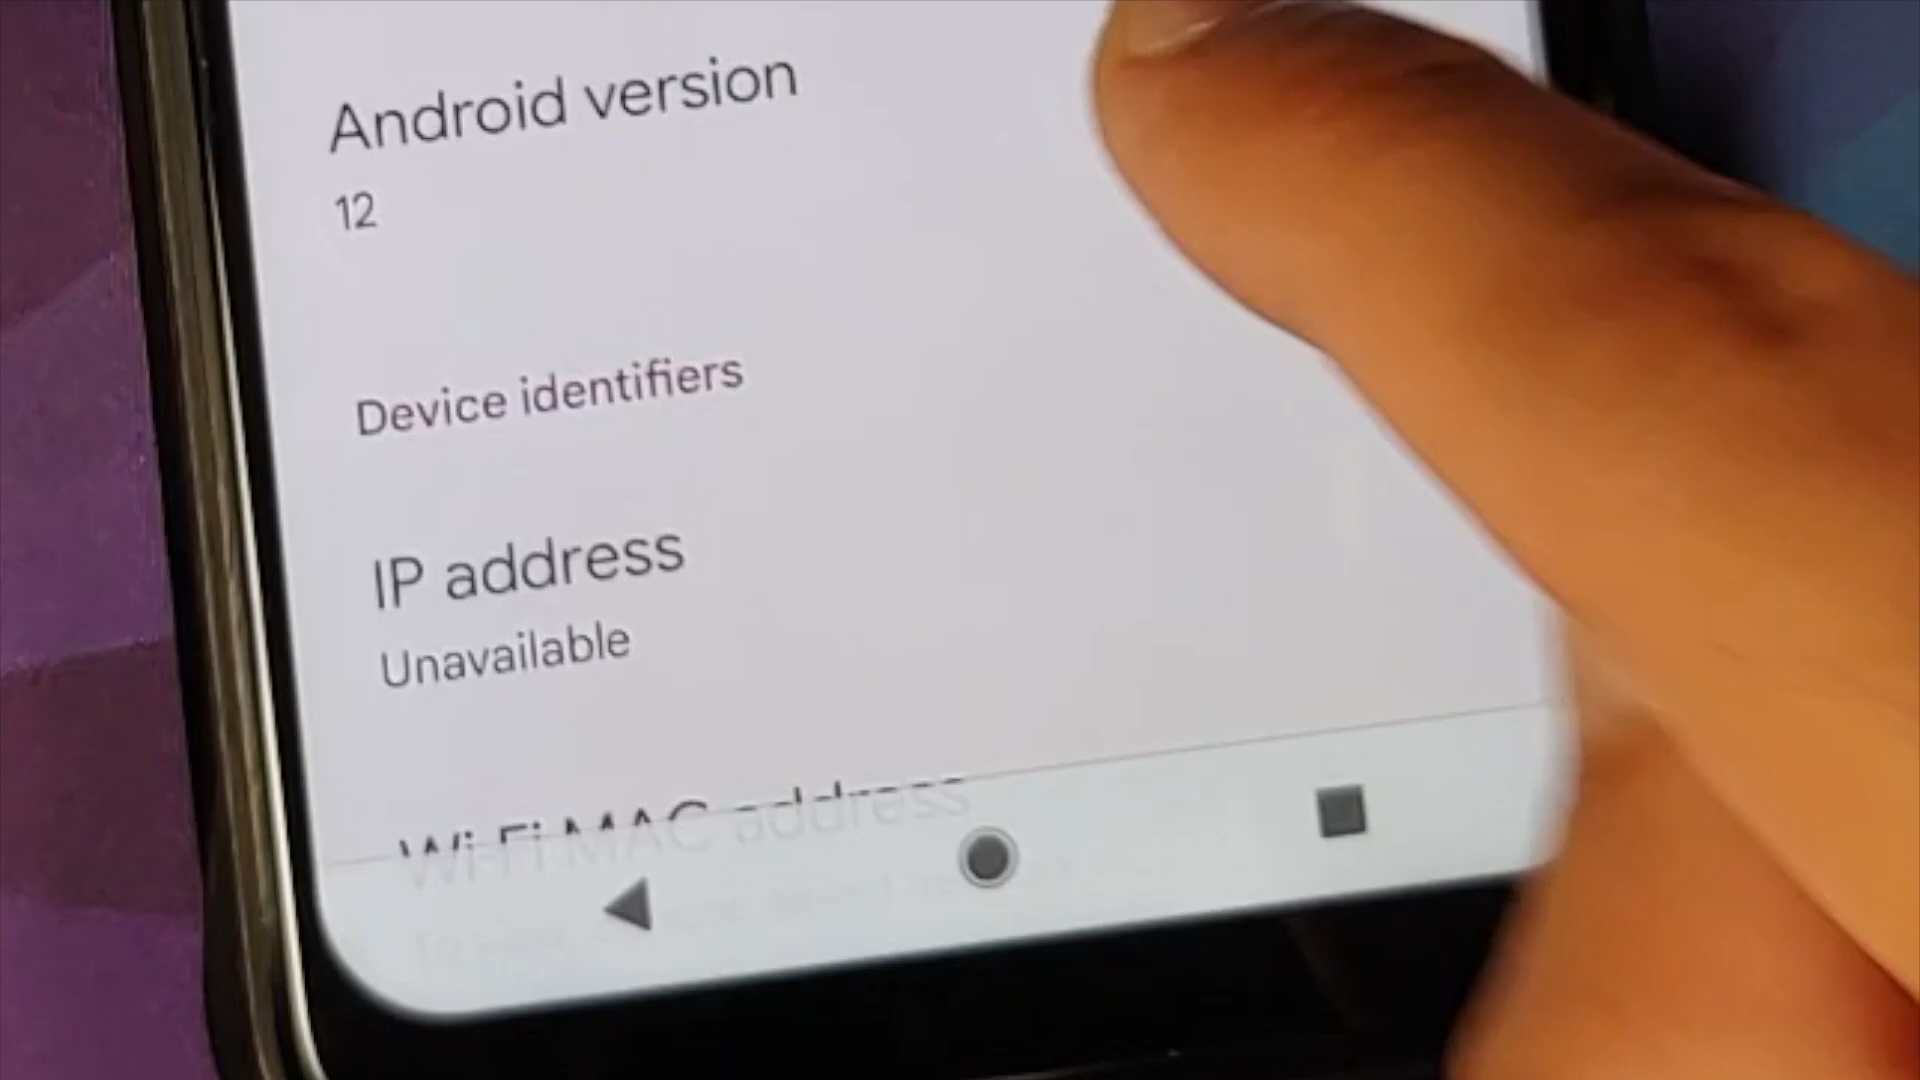 Android version
12
Device identifiers
IP address
Unavailable
Wi-Fi MAC address